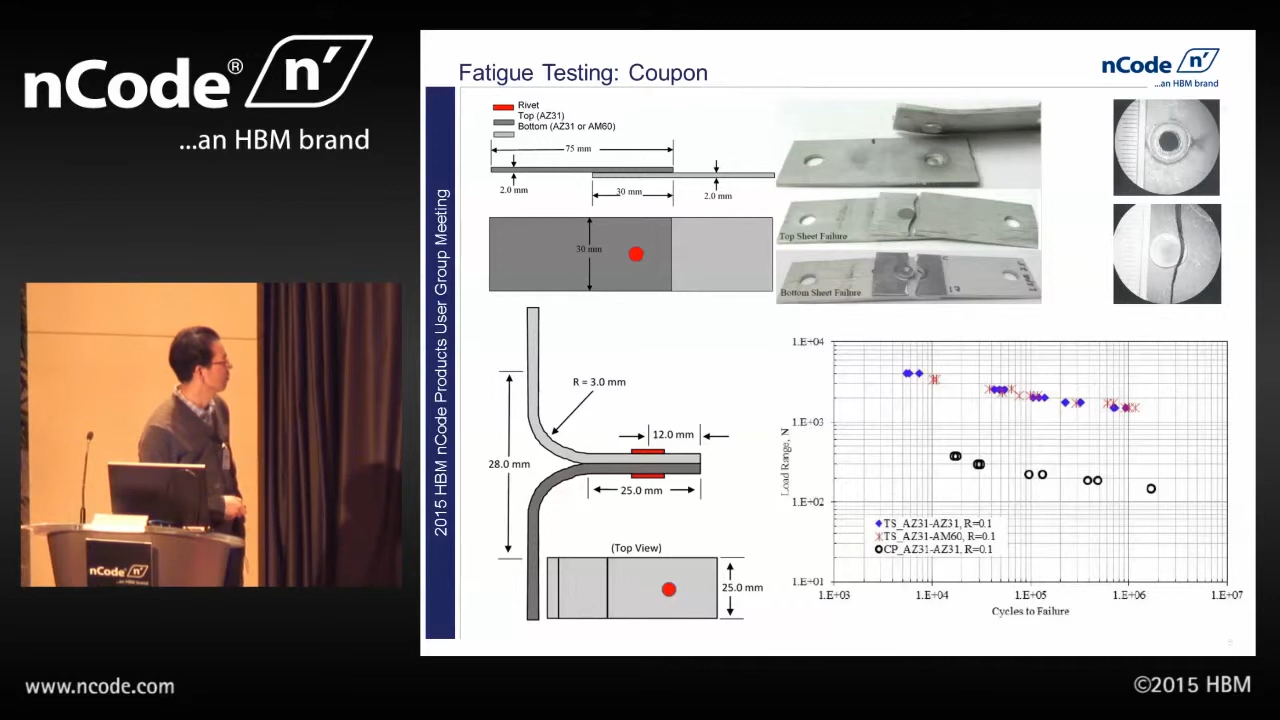 nCode® n′
...an HBM brand
Fatigue Testing: Coupon
nCode n′
...an HBM brand
2015 HBM nCode Products User Group Meeting
Rivet
Top (AZ31)
Bottom (AZ31 or AM60)
75 mm
2.0 mm
30 mm
2.0 mm
30 mm
Top Sheet Failure
Bottom Sheet Failure
R = 3.0 mm
12.0 mm
28.0 mm
25.0 mm
(Top View)
25.0 mm
1.E+04
1.E+03
1.E+02
1.E+01
Load Range, N
TS_AZ31-AZ31, R=0.1
TS_AZ31-AM60, R=0.1
CP_AZ31-AZ31, R=0.1
1.E+03 1.E+04 1.E+05 1.E+06 1.E+07
Cycles to Failure
nCode n′
...an HBM brand
www.ncode.com
©2015 HBM